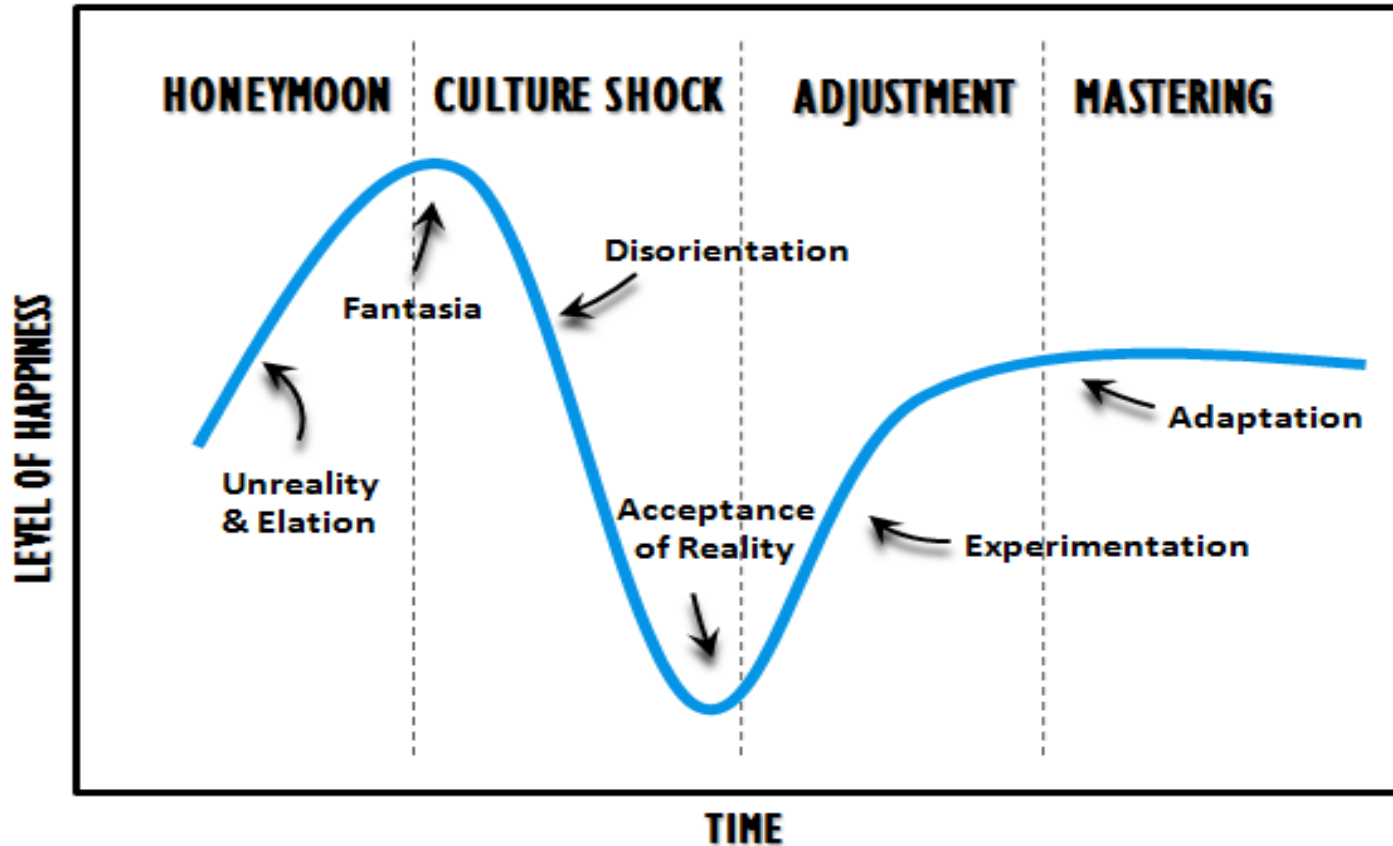 HONEYMOON
CULTURE SHOCK
ADJUSTMENT
MASTERING
Disorientation
Fantasia
Adaptation
Unreality
& Elation
Acceptance
of Reality
Experimentation
LEVEL OF HAPPINESS
TIME